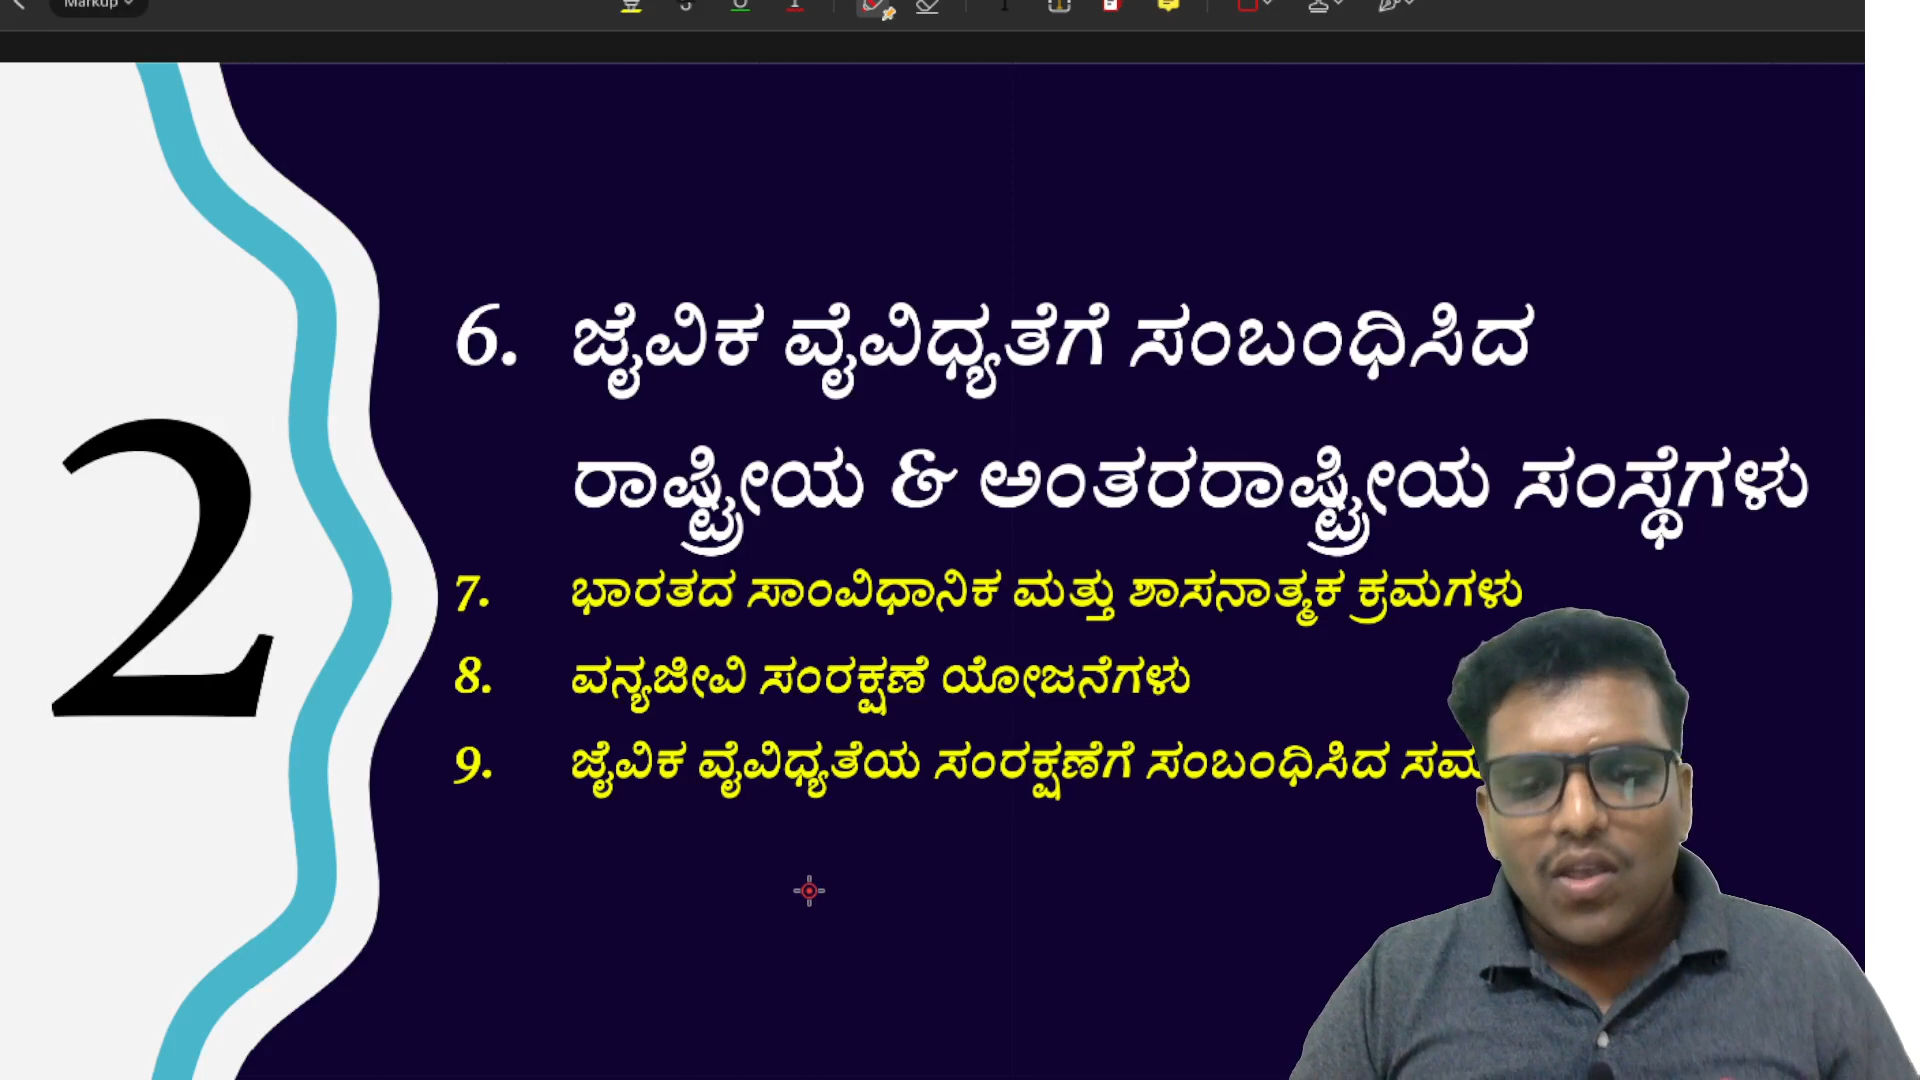 Markup
2
6. ಜೈವಿಕ ವೈವಿಧ್ಯತೆಗೆ ಸಂಬಂಧಿಸಿದ
ರಾಷ್ಟ್ರೀಯ & ಅಂತರರಾಷ್ಟ್ರೀಯ ಸಂಸ್ಥೆಗಳು
7. ಭಾರತದ ಸಾಂವಿಧಾನಿಕ ಮತ್ತು ಶಾಸನಾತ್ಮಕ ಕ್ರಮಗಳು
8. ವನ್ಯಜೀವಿ ಸಂರಕ್ಷಣೆ ಯೋಜನೆಗಳು
9. ಜೈವಿಕ ವೈವಿಧ್ಯತೆಯ ಸಂರಕ್ಷಣೆಗೆ ಸಂಬಂಧಿಸಿದ